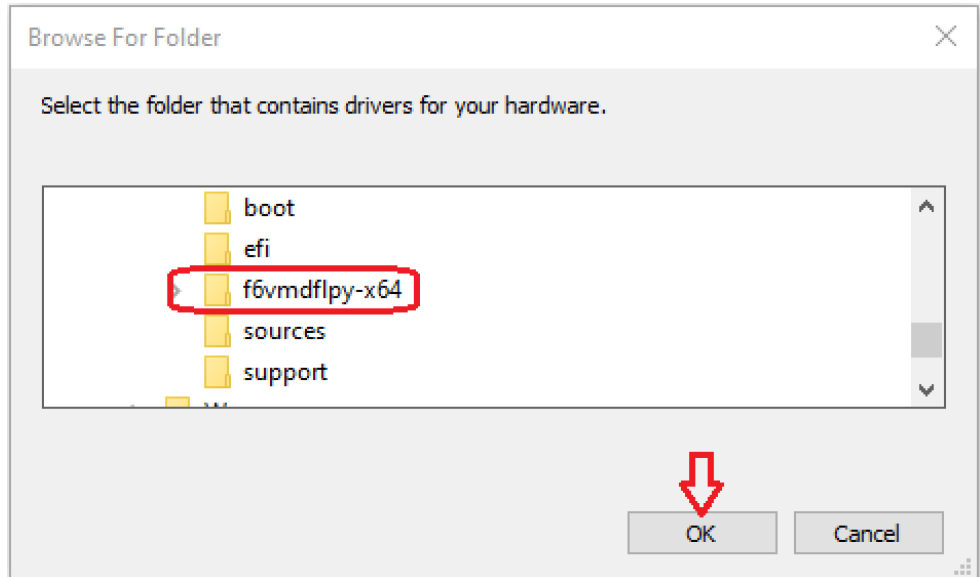 Browse For Folder
Select the folder that contains drivers for your hardware.
boot
efi
f6vmdflpy-x64
sources
support
OK
Cancel